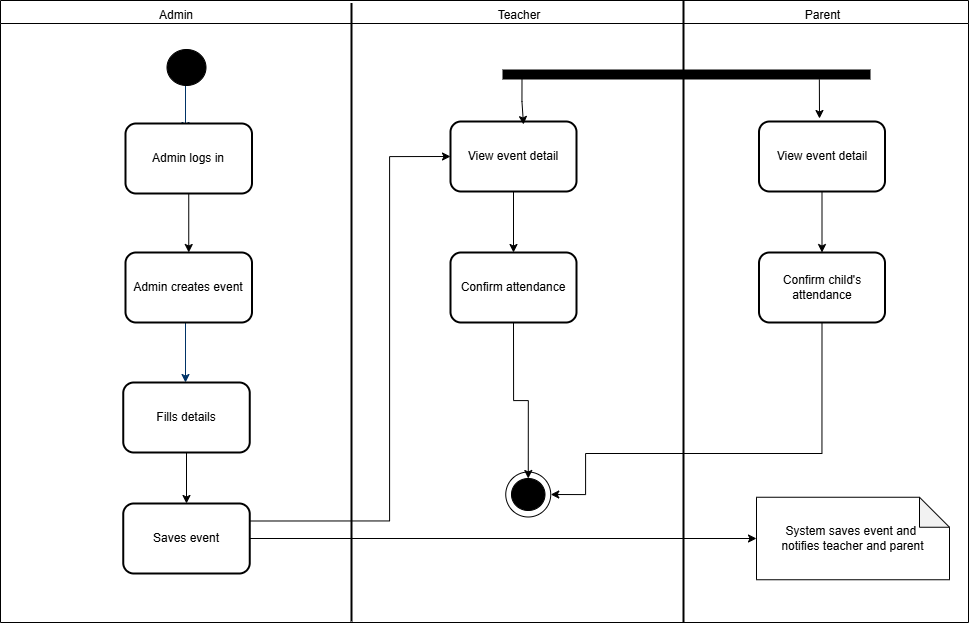 Admin
Teacher
Parent
Admin logs in
View event detail
View event detail
Admin creates event
Confirm attendance
Confirm child's
attendance
Fills details
Saves event
System saves event and
notifies teacher and parent